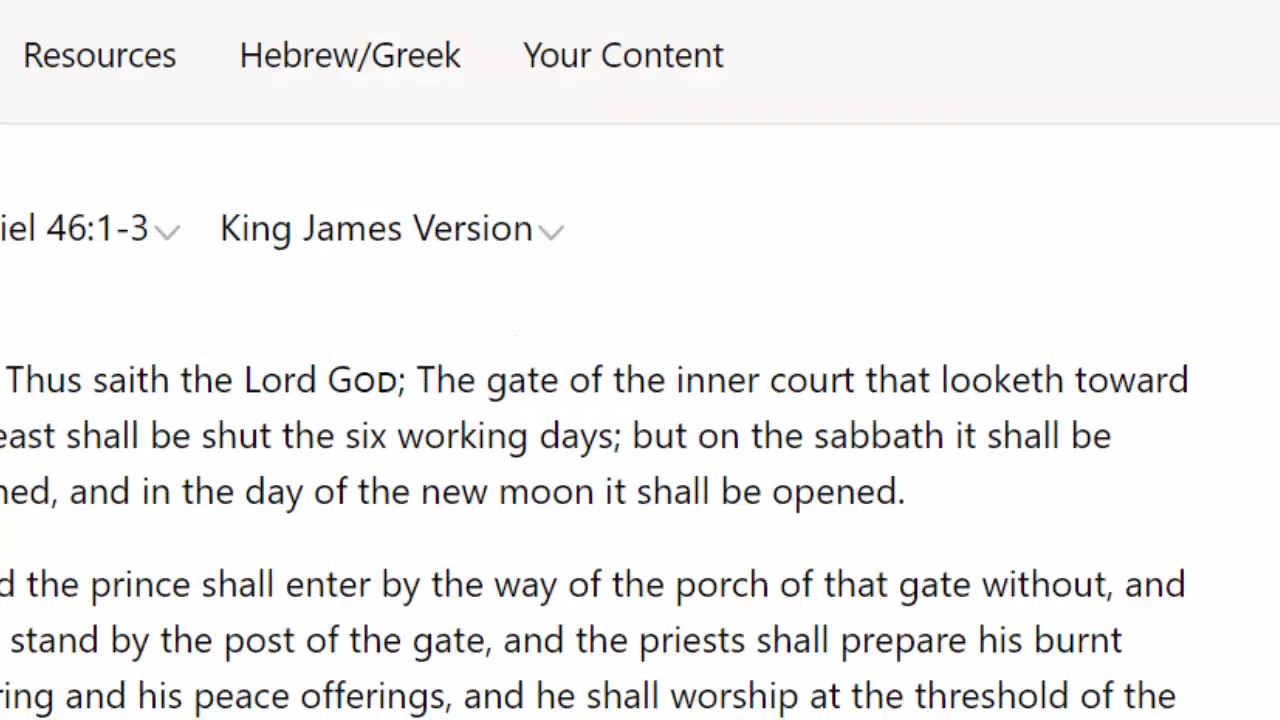 Resources Hebrew/Greek Your Content
iel 46:1-3 King James Version
Thus saith the Lord GOD; The gate of the inner court that looketh toward
east shall be shut the six working days; but on the sabbath it shall be
ned, and in the day of the new moon it shall be opened.
d the prince shall enter by the way of the porch of that gate without, and
stand by the post of the gate, and the priests shall prepare his burnt
ring and his peace offerings, and he shall worship at the threshold of the